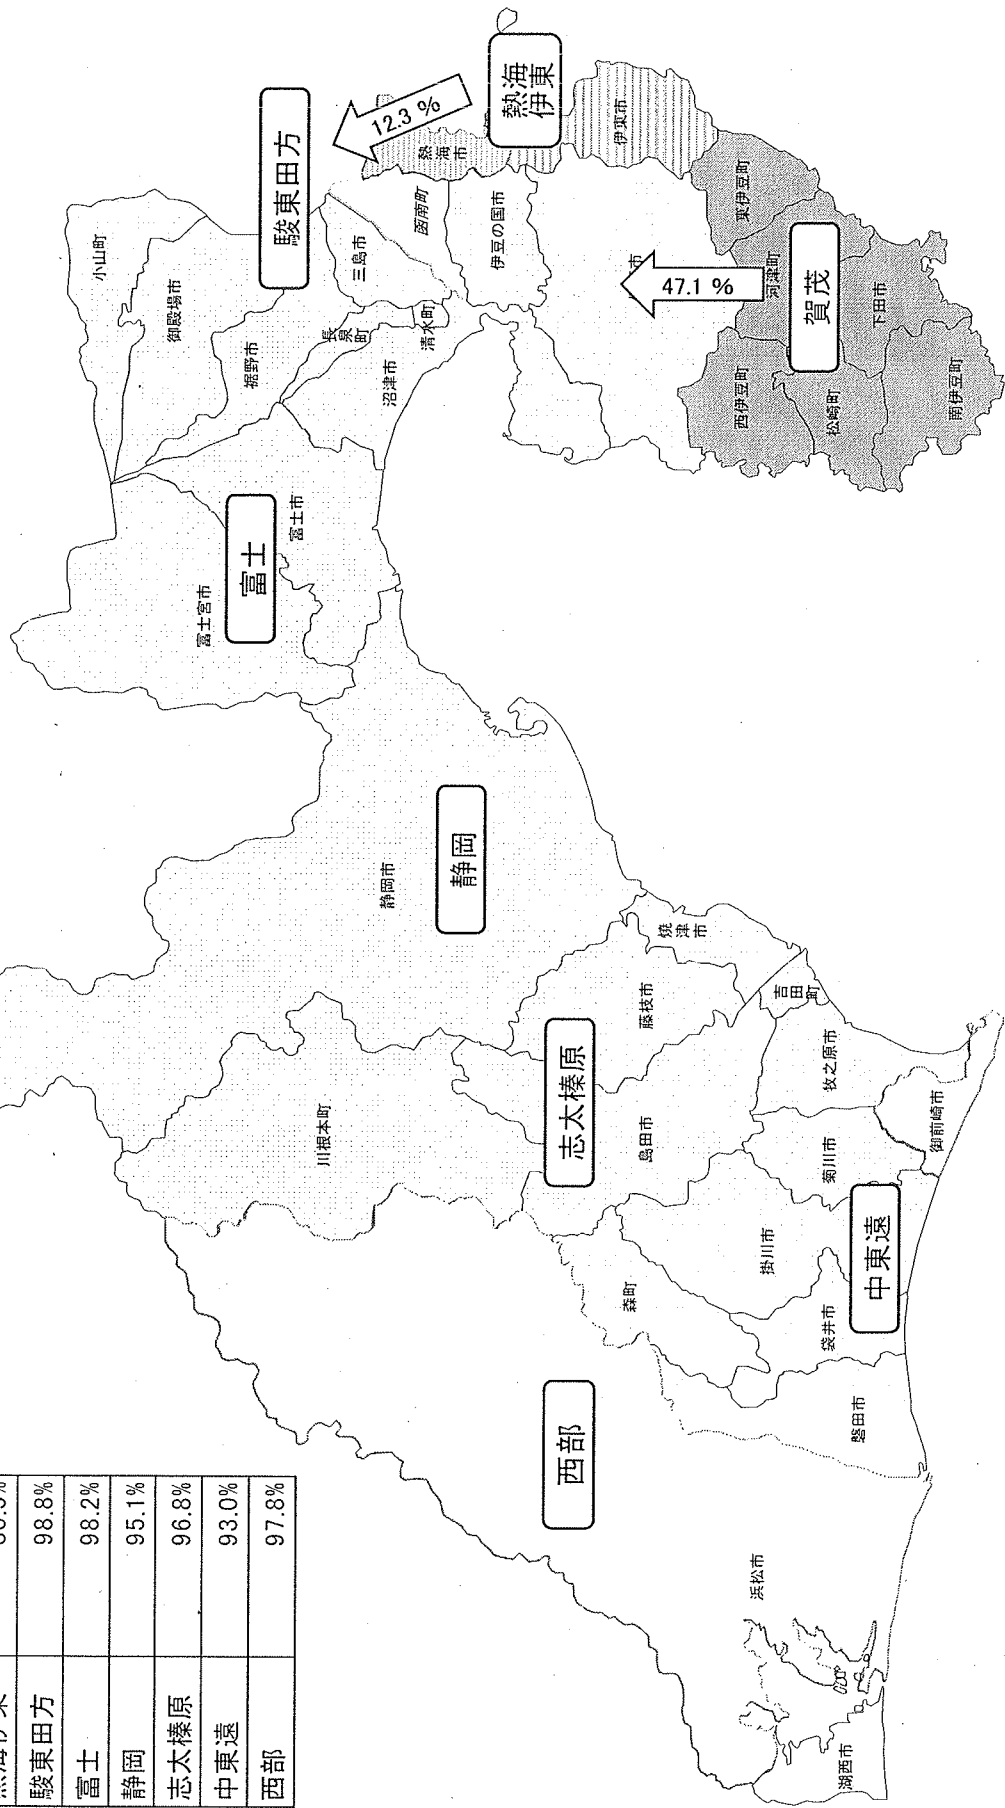 駿東田方 98.8%
富士 98.2%
静岡 95.1%
志太榛原 96.8%
中東遠 93.0%
西部 97.8%
小山町
御殿場市
裾野市
駿東田方
三島市
長泉町
清水町
沼津市
函南町
伊豆の国市
市
12.3 %
熱海市
熱海
伊東
伊東市
47.1 %
東伊豆町
河津町
賀茂
西伊豆町
松崎町
下田市
南伊豆町
富士宮市
富士
富士市
静岡市
静岡
川根本町
志太榛原
藤枝市
焼津市
島田市
吉田町
牧之原市
御前崎市
菊川市
掛川市
中東遠
森町
袋井市
磐田市
西部
浜松市
湖西市